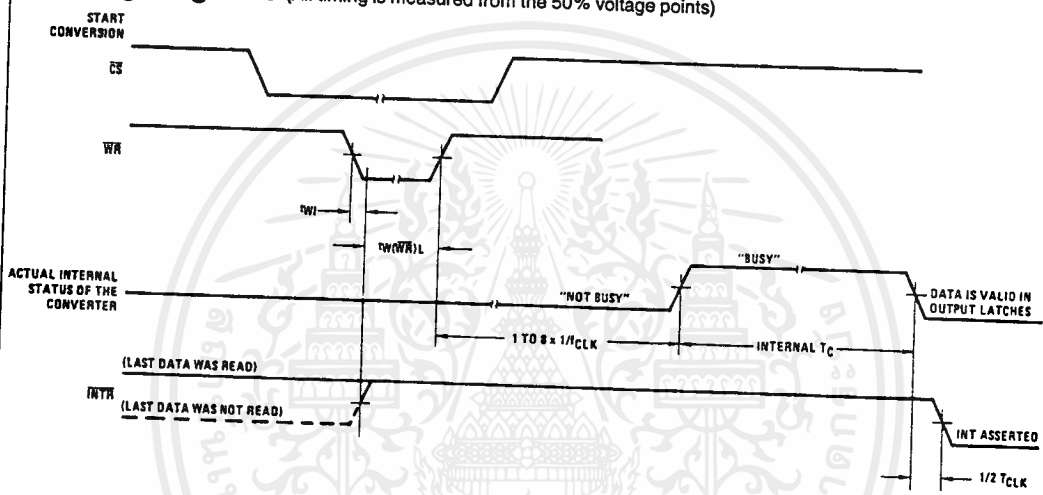 (All timing is measured from the 50% voltage points)
START
CONVERSION
CS
WR
tWI
tW(WR)L
ACTUAL INTERNAL
STATUS OF THE
CONVERTER
"NOT BUSY"
"BUSY"
DATA IS VALID IN
OUTPUT LATCHES
1 TO 8 x 1/fCLK
INTERNAL TC
(LAST DATA WAS READ)
INTR
(LAST DATA WAS NOT READ)
INT ASSERTED
1/2 TCLK